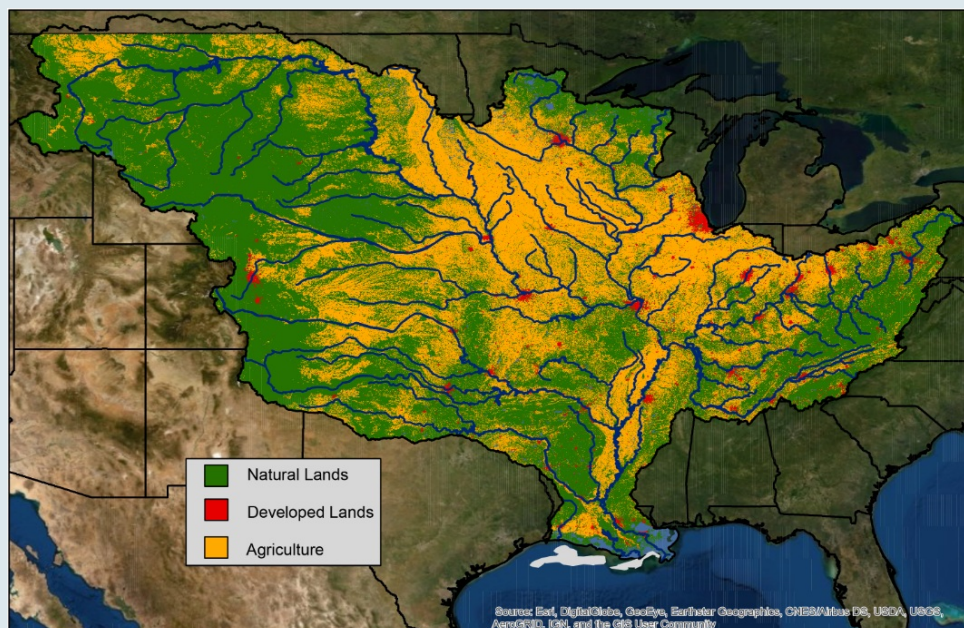 Natural Lands
Developed Lands
Agriculture
Source: Esri, DigitalGlobe, GeoEye, Earthstar Geographics, CNES/Airbus DS, USDA, USGS,
AeroGRID, IGN, and the GIS User Community